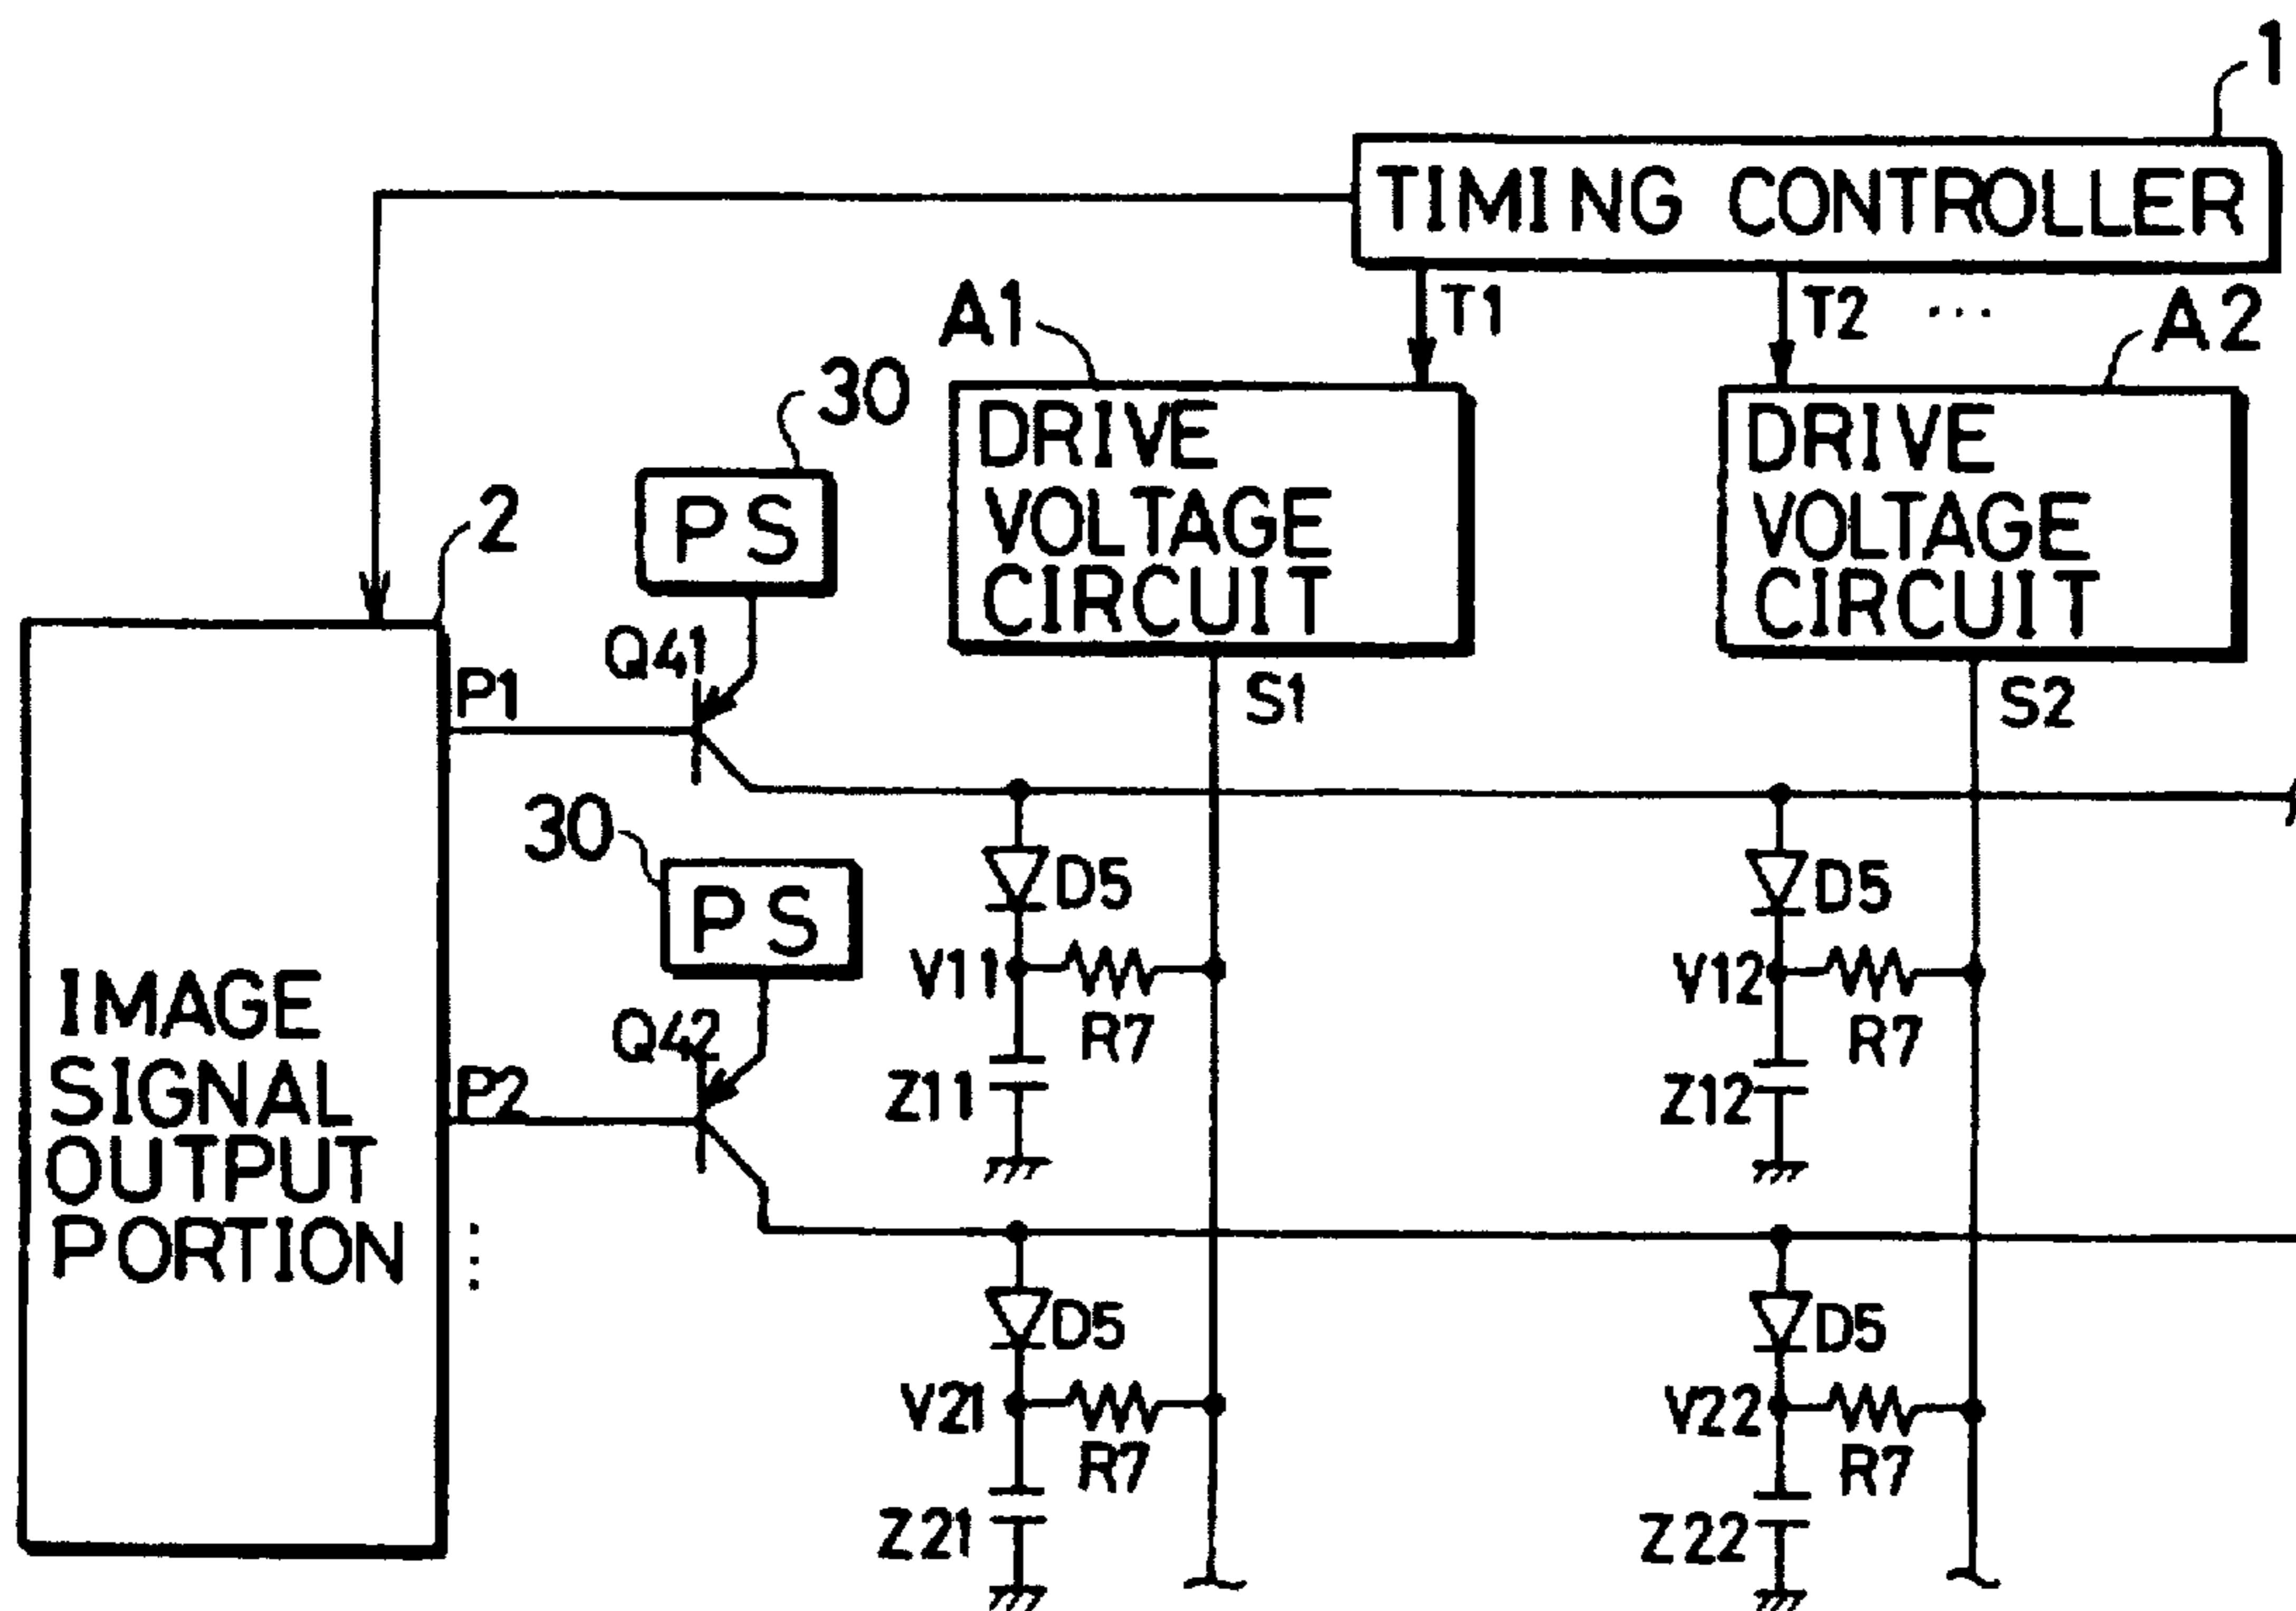 1
TIMING CONTROLLER
T1
T2 ...
A1
A2
30
DRIVE
VOLTAGE
CIRCUIT
DRIVE
VOLTAGE
CIRCUIT
2
PS
Q41
P1
S1
S2
30
PS
D5
D5
V11
V12
R7
R7
Q42
P2
Z11
Z12
IMAGE
SIGNAL
OUTPUT
PORTION
D5
D5
V21
V22
R7
R7
Z21
Z22